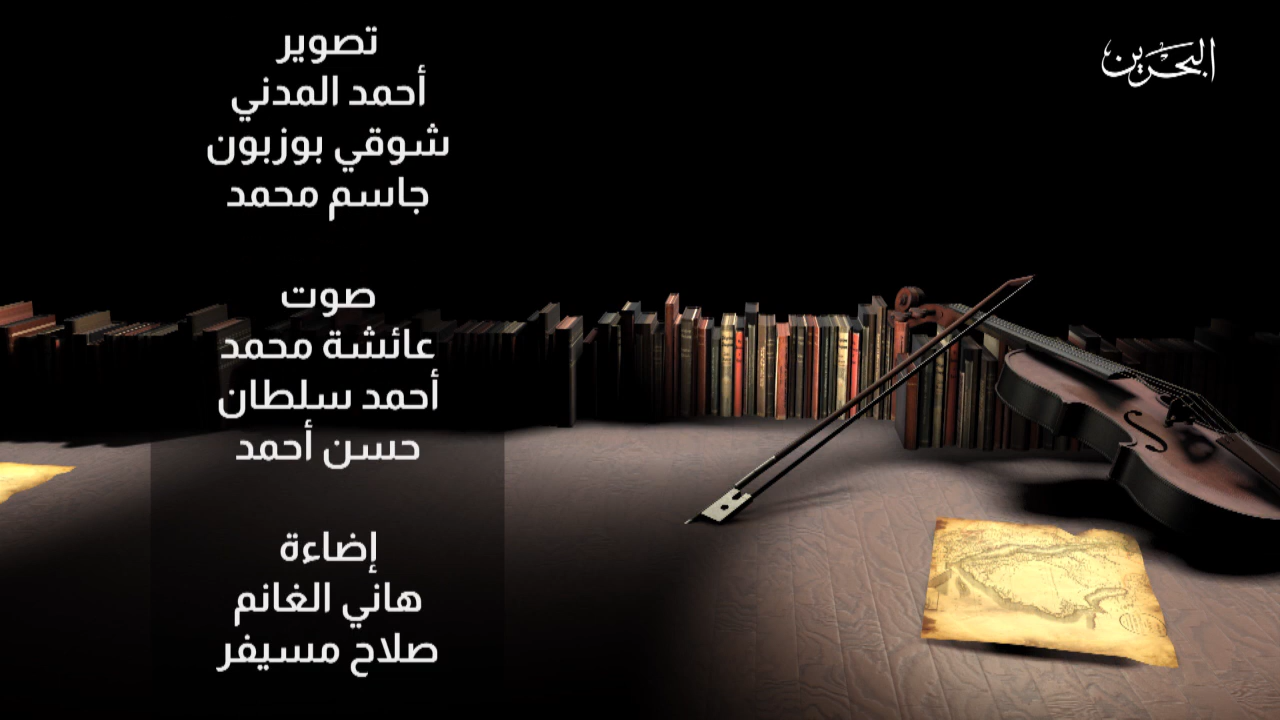 البحرين
تصوير
أحمد المدني
شوقي بوزبون
جاسم محمد
صوت
عائشة محمد
أحمد سلطان
حسن أحمد
إضاءة
هاني الغانم
صلاح مسيفر